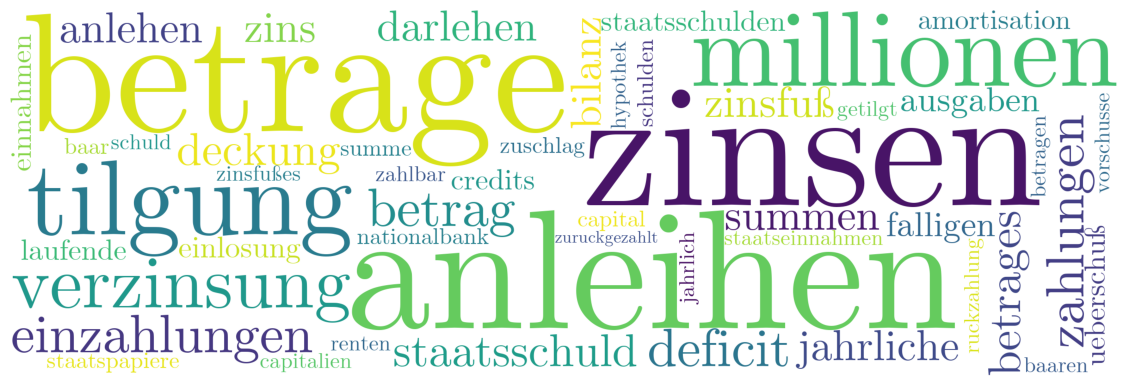 anlehen
zins
darlehen
staatsschulden
amortisation
betrage
bilanz
hypothek
schulden
millionen
einnahmen
zinsfuß
getilgt
ausgaben
baar
schuld
deckung
summe
zuschlag
zinsen
betragen
vorschusse
zinsfußes
zahlbar
credits
tilgung
betrag
capital
summen
falligen
zahlungen
laufende
einlosung
nationalbank
zuruckgezahlt
staatseinnahmen
jahrlich
ruckzahlung
betrages
ueberschuß
verzinsung
anleihen
einzahlungen
renten
staatsschuld
deficit
jahrliche
staatspapiere
capitalien
baaren